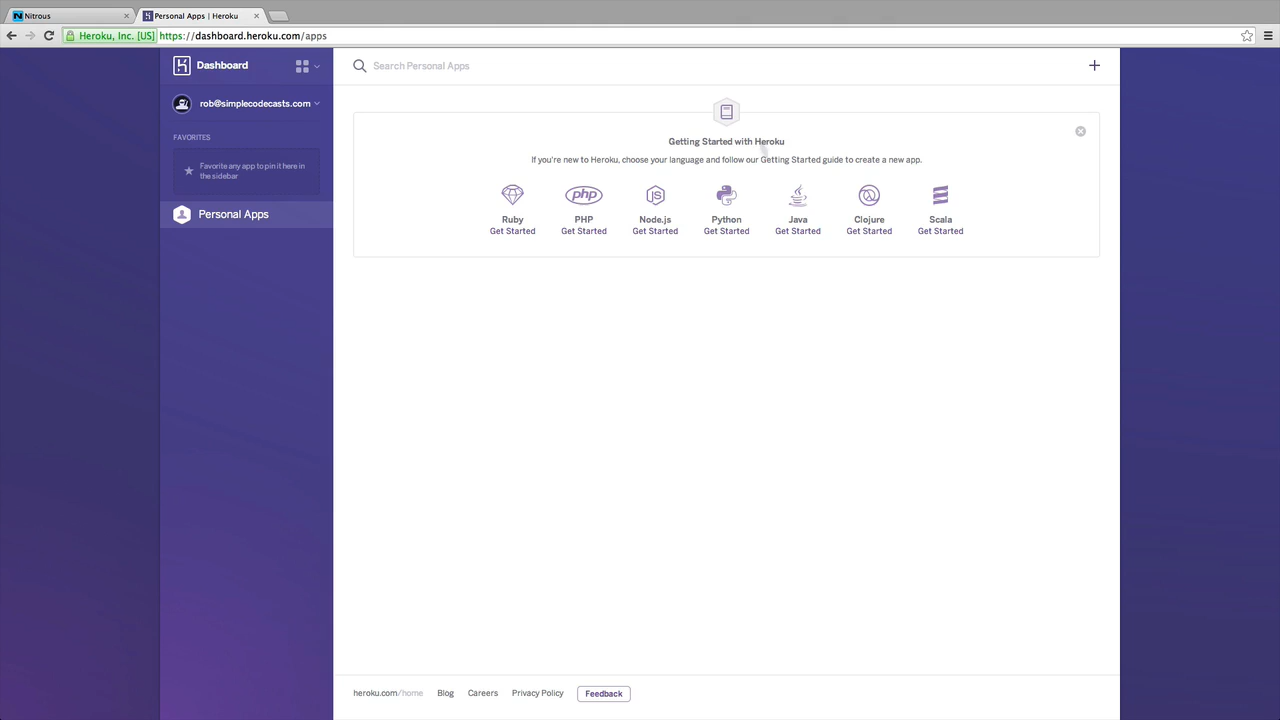 Nitrous
Personal Apps | Heroku
Heroku, Inc. [US] https://dashboard.heroku.com/apps
Dashboard
Search Personal Apps
rob@simplecodecasts.com
FAVORITES
Favorite any app to pin it here in
the sidebar
Personal Apps
Getting Started with Heroku
If you're new to Heroku, choose your language and follow our Getting Started guide to create a new app.
php
JS
Ruby PHP Node.js Python Java Clojure Scala
Get Started Get Started Get Started Get Started Get Started Get Started Get Started
heroku.com/home Blog Careers Privacy Policy Feedback